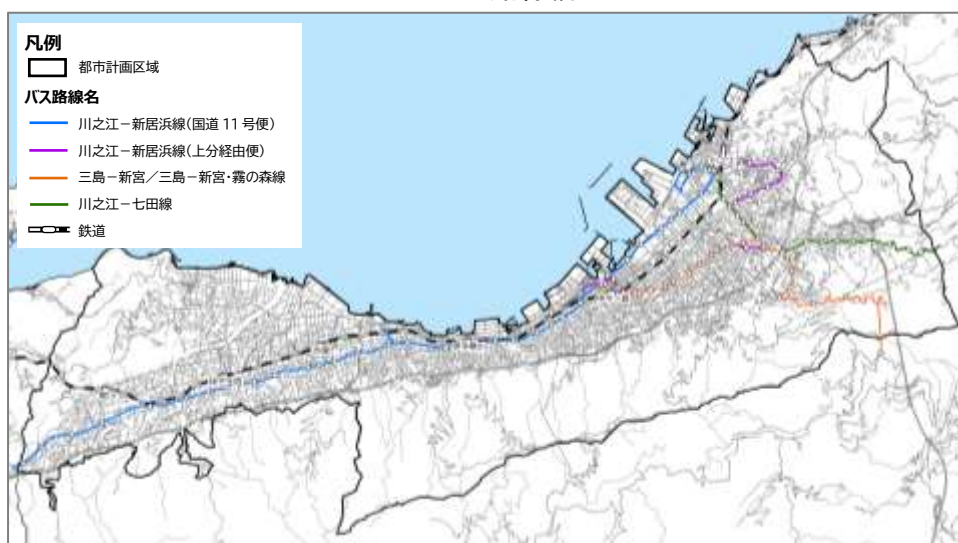 凡例
都市計画区域
バス路線名
川之江－新居浜線(国道 11 号便)
川之江－新居浜線(上分経由便)
三島－新宮／三島－新宮・霧の森線
川之江－七田線
鉄道